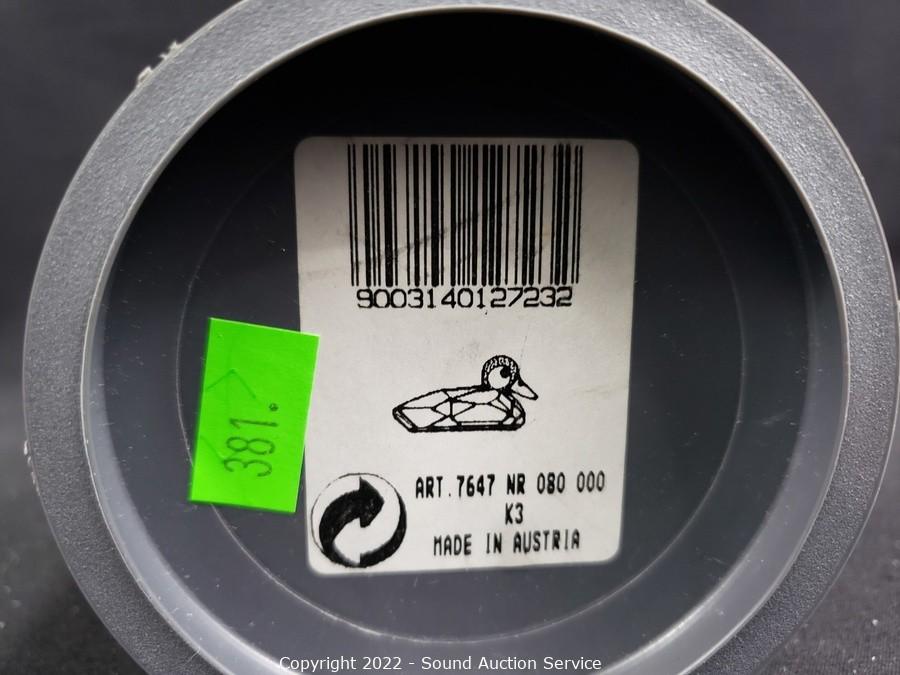 9003140127232
381.
ART.7647 NR 080 000
K3
MADE IN AUSTRIA
Copyright 2022 - Sound Auction Service